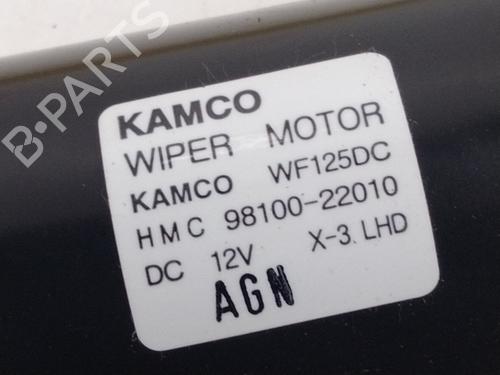 B-PARTS
KAMCO
WIPER MOTOR
KAMCO WF125DC
HMC 98100-22010
DC 12V X-3. LHD
AGN